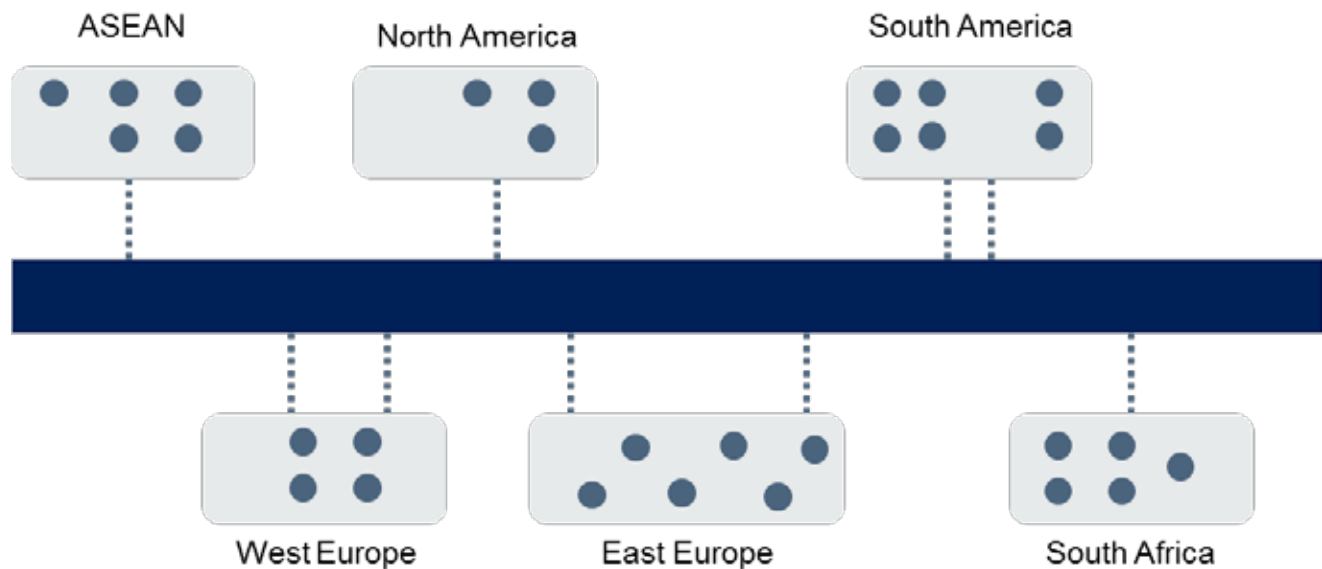 ASEAN
North America
South America
West Europe
East Europe
South Africa